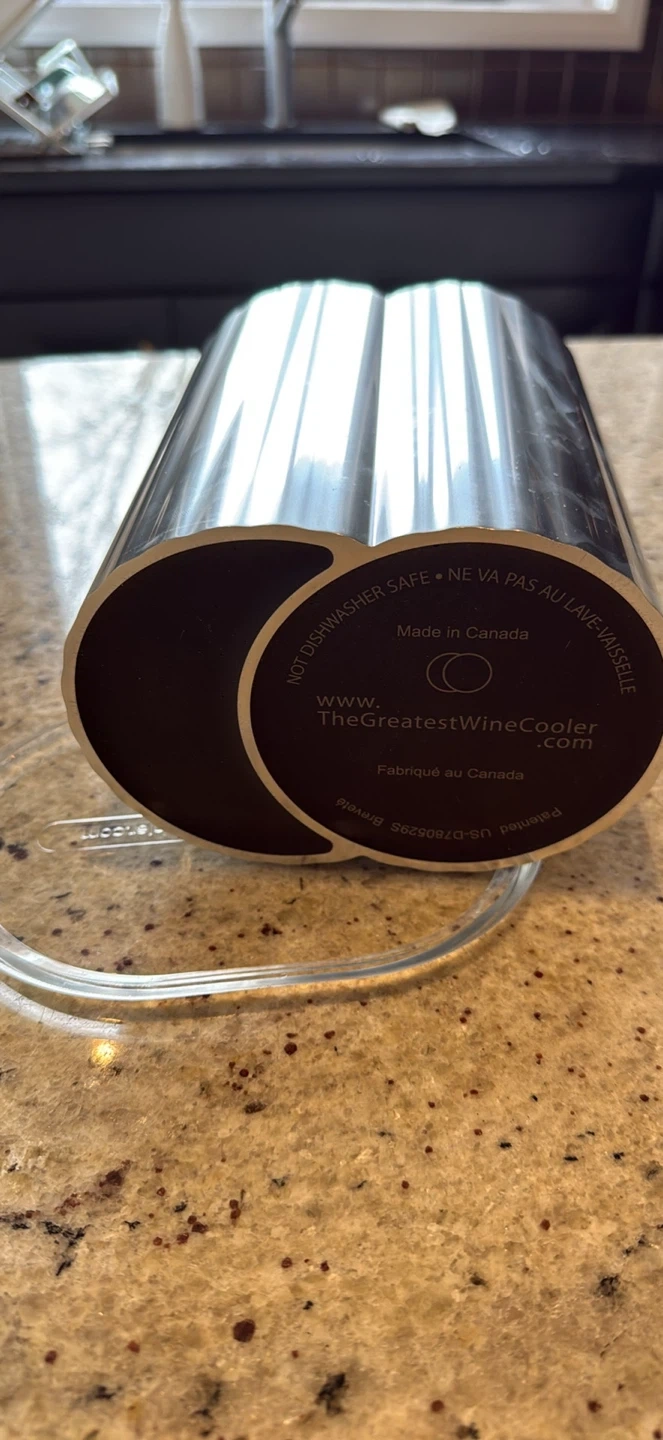 NOT DISHWASHER SAFE • NE VA PAS AU LAVE-VAISSELLE
Made in Canada
www.
TheGreatestWineCooler
.com
Fabriqué au Canada
Patented US-D780529S Breveté